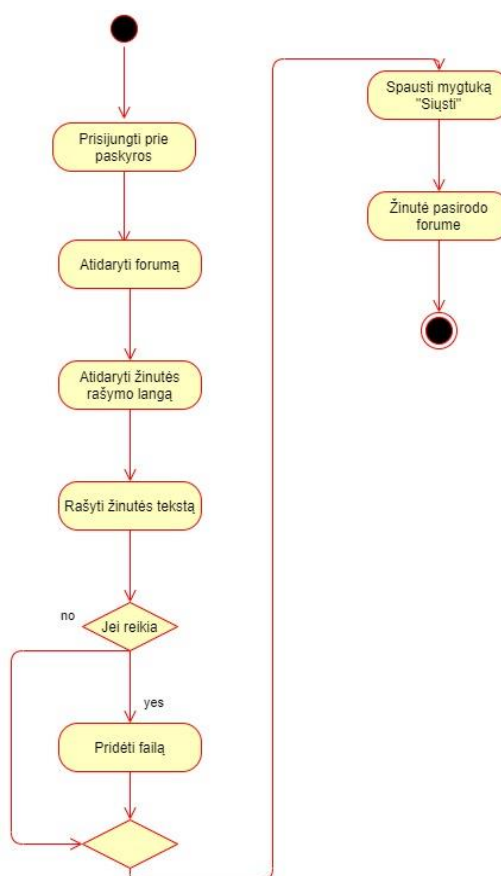 Prisijungti prie
paskyros
Atidaryti forumą
Atidaryti žinutės
rašymo langą
Rašyti žinutės tekstą
no
Jei reikia
yes
Pridėti failą
Spausti mygtuką
"Siųsti"
Žinutė pasirodo
forume